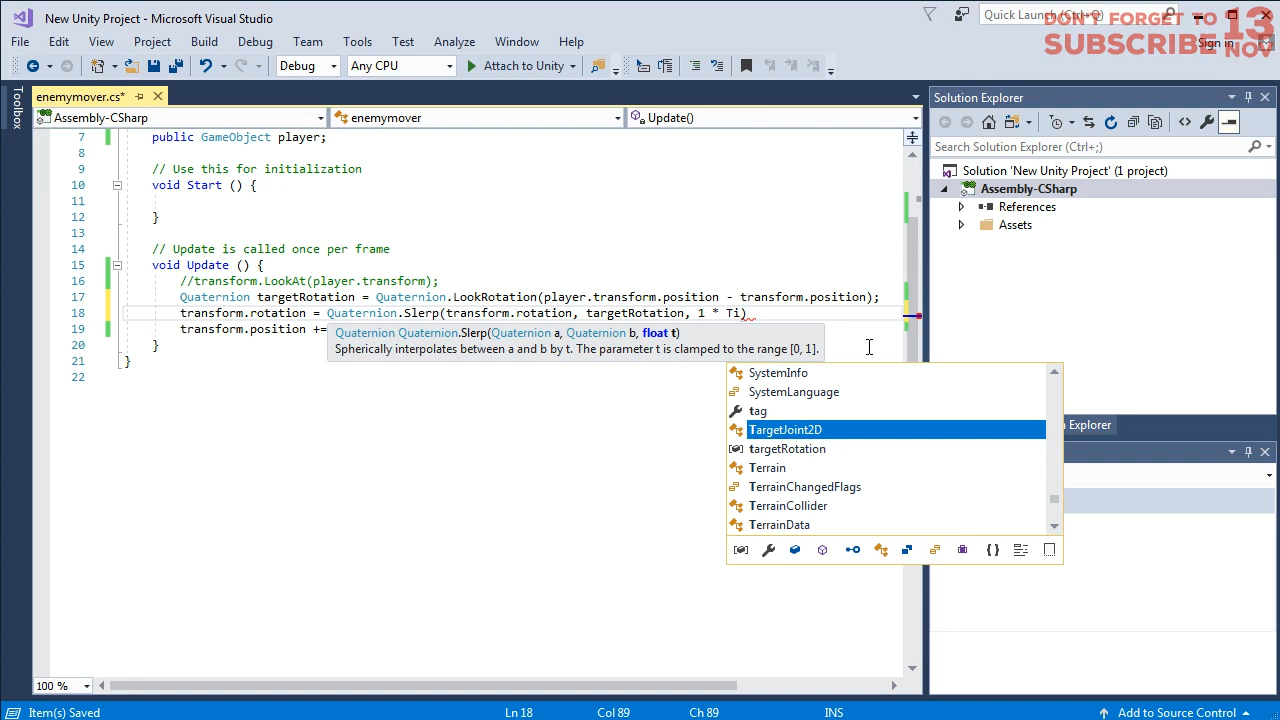 New Unity Project - Microsoft Visual Studio
Quick Launch (Ctrl+Q)
DON'T FORGET TO 13
SUBSCRIBE NOW
File Edit View Project Build Debug Team Tools Test Analyze Window Help
Sign in
Debug Any CPU Attach to Unity
Toolbox
enemymover.cs*
Assembly-CSharp enemymover Update()
7 public GameObject player;
8
9 // Use this for initialization
10 void Start () {
11
12 }
13
14 // Update is called once per frame
15 void Update () {
16 //transform.LookAt(player.transform);
17 Quaternion targetRotation = Quaternion.LookRotation(player.transform.position - transform.position);
18 transform.rotation = Quaternion.Slerp(transform.rotation, targetRotation, 1 * Ti)
19 transform.position +=
20 }
21 }
22
Quaternion Quaternion.Slerp(Quaternion a, Quaternion b, float t)
Spherically interpolates between a and b by t. The parameter t is clamped to the range [0, 1].
SystemInfo
SystemLanguage
tag
TargetJoint2D
targetRotation
Terrain
TerrainChangedFlags
TerrainCollider
TerrainData
Solution Explorer
Search Solution Explorer (Ctrl+;)
Solution 'New Unity Project' (1 project)
Assembly-CSharp
References
Assets
Explorer
100 %
Item(s) Saved Ln 18 Col 89 Ch 89 INS Add to Source Control